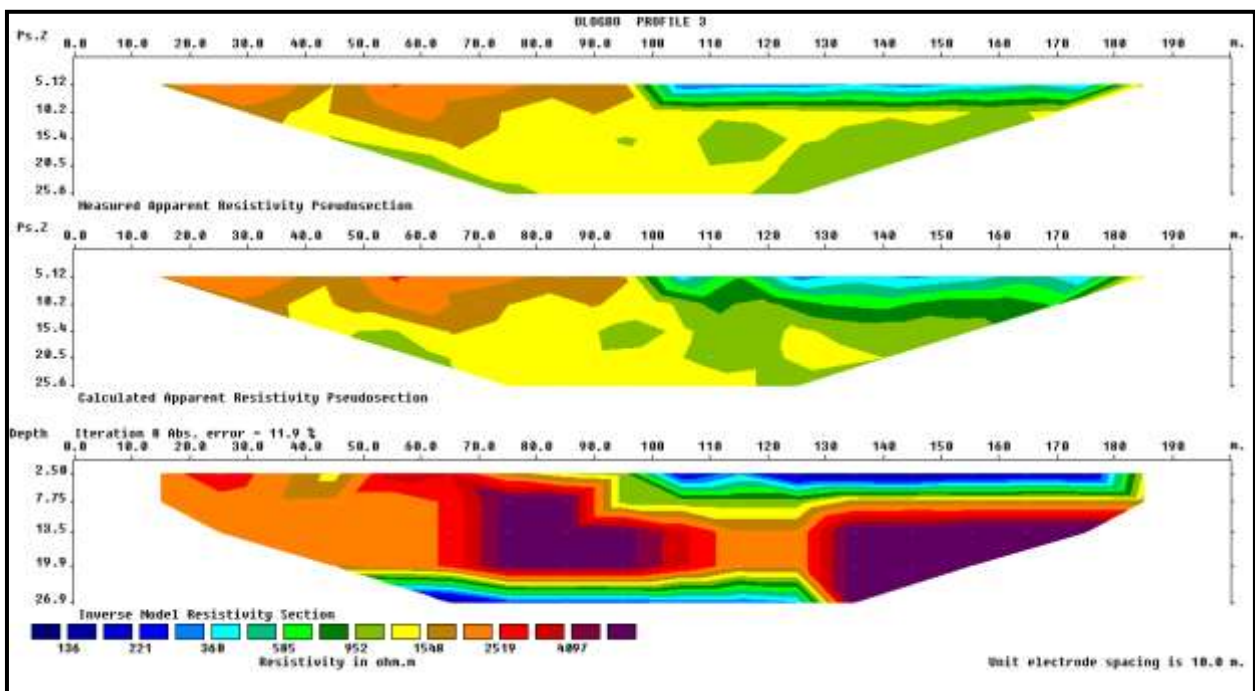 OLOGBO PROFILE 3
Ps.Z 0.0 10.0 20.0 30.0 40.0 50.0 60.0 70.0 80.0 90.0 100 110 120 130 140 150 160 170 180 190 m.
5.12
10.2
15.4
20.5
25.6
Measured Apparent Resistivity Pseudosection
Ps.Z 0.0 10.0 20.0 30.0 40.0 50.0 60.0 70.0 80.0 90.0 100 110 120 130 140 150 160 170 180 190 m.
5.12
10.2
15.4
20.5
25.6
Calculated Apparent Resistivity Pseudosection
Depth Iteration 8 Abs. error = 11.9 %
0.0 10.0 20.0 30.0 40.0 50.0 60.0 70.0 80.0 90.0 100 110 120 130 140 150 160 170 180 190 m.
2.50
7.75
13.5
19.9
26.9
Inverse Model Resistivity Section
136 221 360 585 952 1548 2519 4097
Resistivity in ohm.m
Unit electrode spacing is 10.0 m.